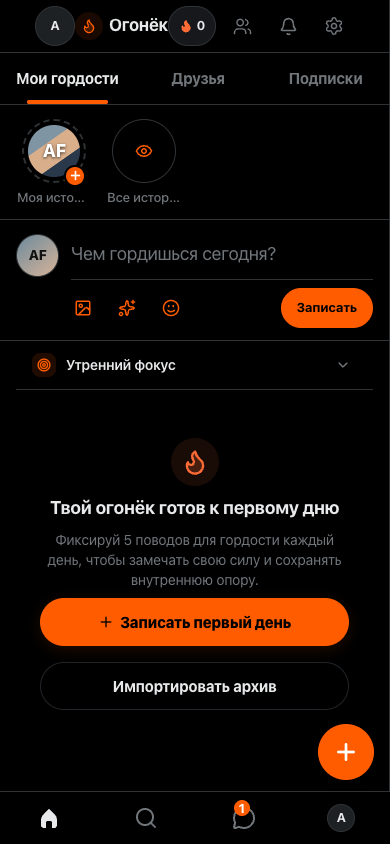 A
Огонёк
0
Мои гордости
Друзья
Подписки
AF
Моя исто...
Все истор...
AF
Чем гордишься сегодня?
Записать
Утренний фокус
Твой огонёк готов к первому дню
Фиксируй 5 поводов для гордости каждый
день, чтобы замечать свою силу и сохранять
внутреннюю опору.
+ Записать первый день
Импортировать архив
1
A